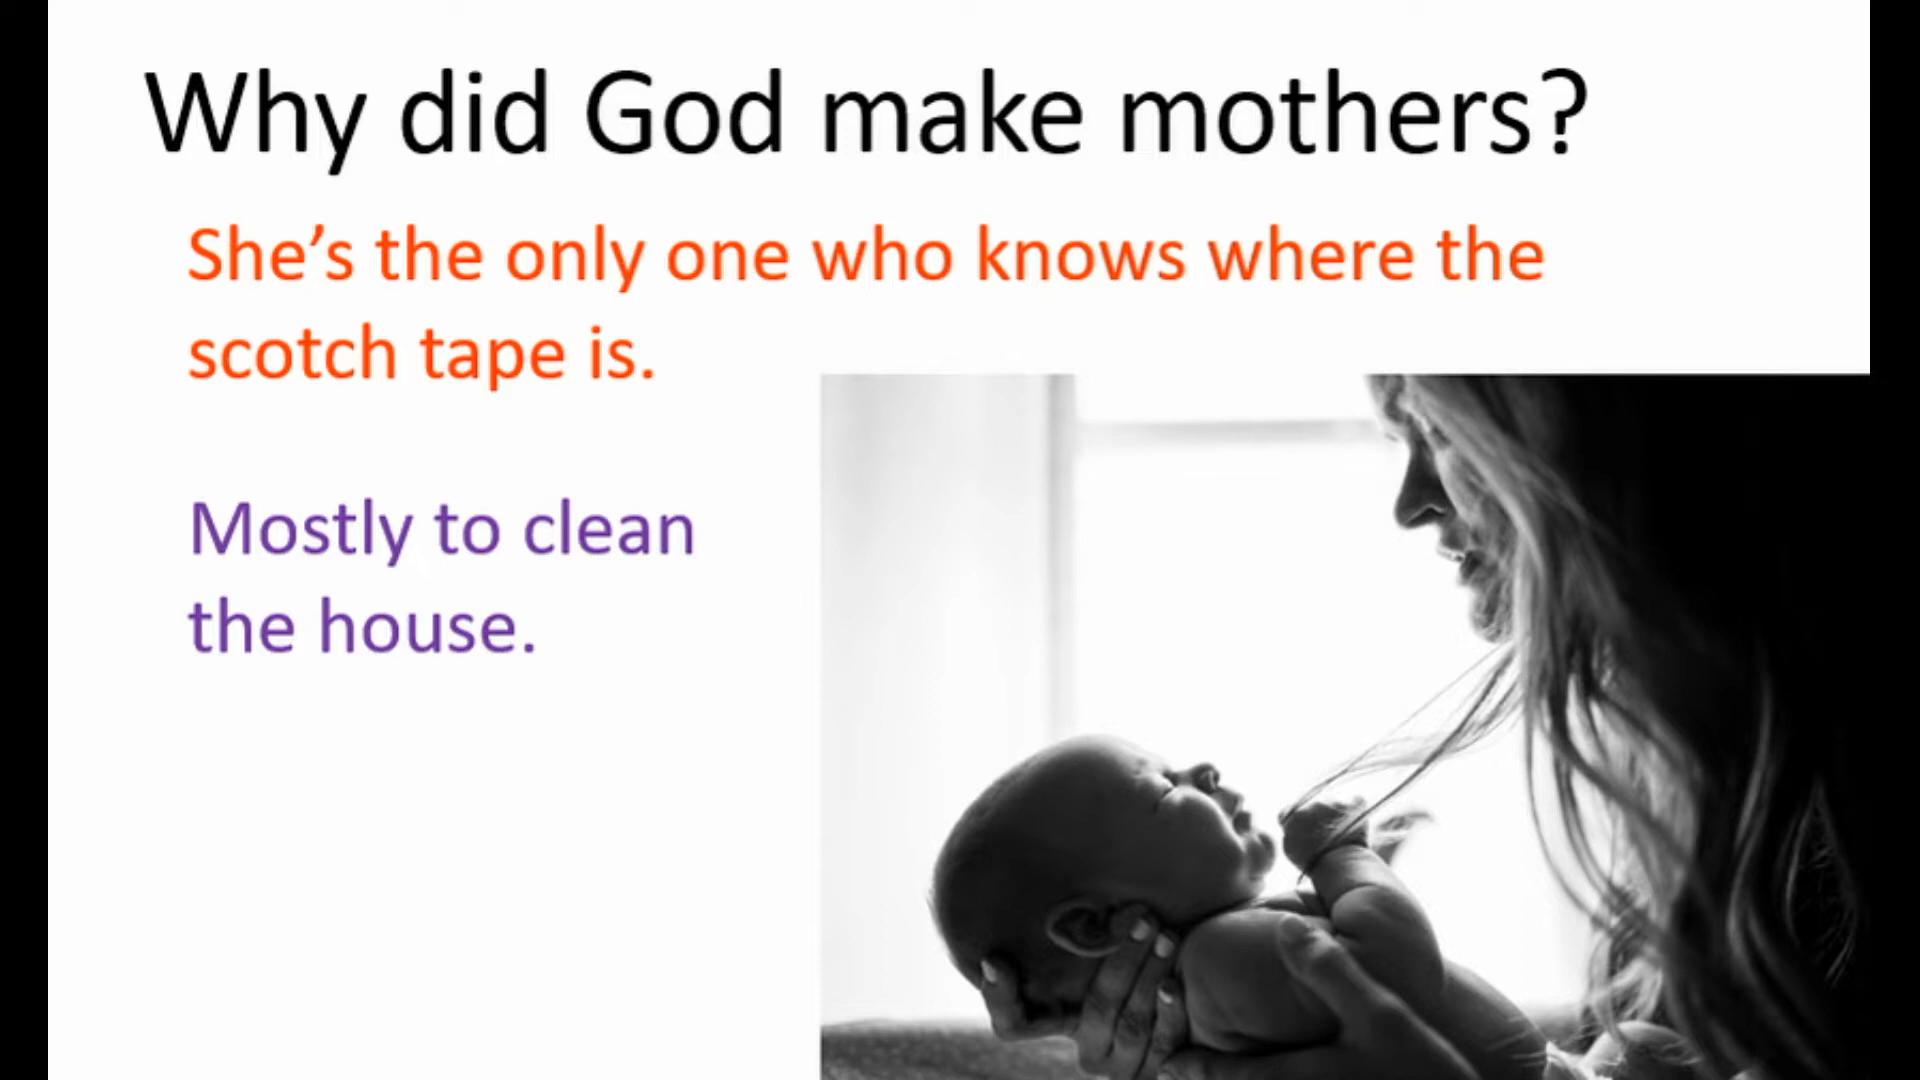 Why did God make mothers?
She’s the only one who knows where the
scotch tape is.
Mostly to clean
the house.